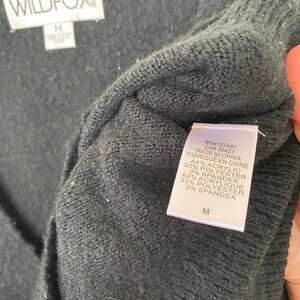 WILDFOX®
M
RN#127461
CA# 30427
MADE IN CHINA
FABRIQUÉ EN CHINE
64% ACRYLIC
33% POLYESTER
3% SPANDEX
64% ACRYLIQUE
33% POLYESTER
3% SPANDEX
M